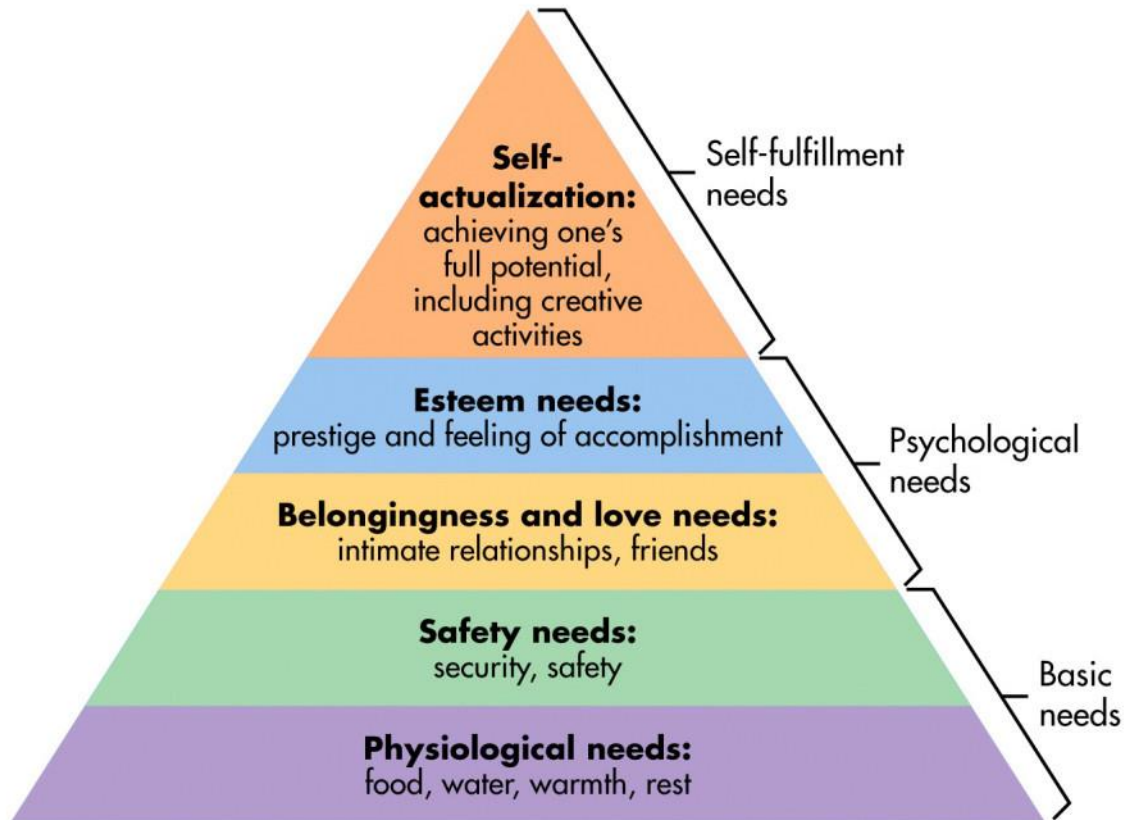 Self-
actualization:
achieving one’s
full potential,
including creative
activities
Self-fulfillment
needs
Esteem needs:
prestige and feeling of accomplishment
Psychological
needs
Belongingness and love needs:
intimate relationships, friends
Safety needs:
security, safety
Basic
needs
Physiological needs:
food, water, warmth, rest